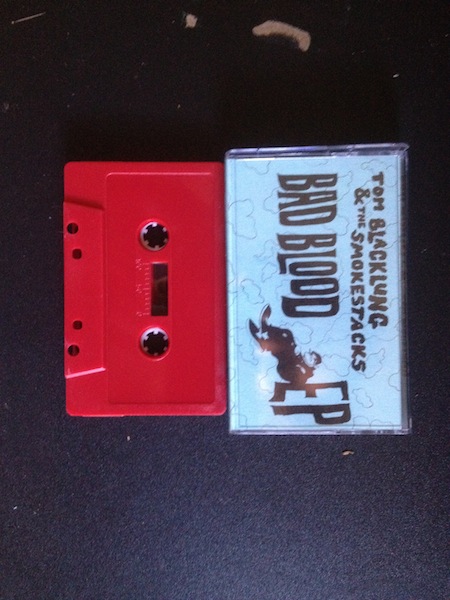 TOM BLACKLUNG
& THE SMOKESTACKS
BAD BLOOD
EP